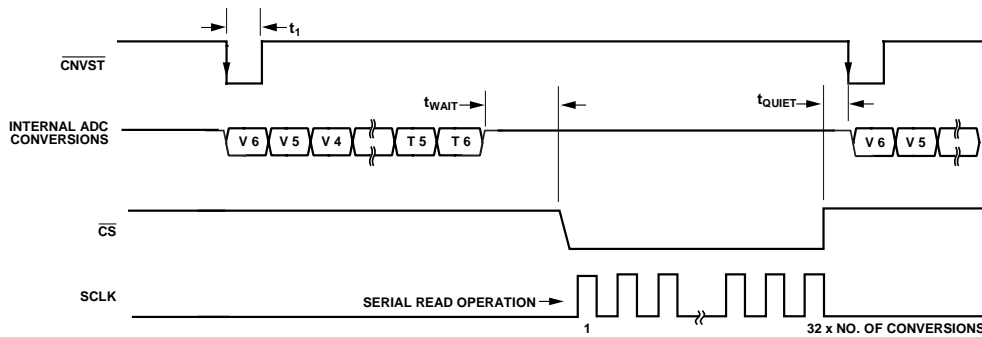 t1
CNVST
tWAIT
tQUIET
INTERNAL ADC
CONVERSIONS
V 6
V 5
V 4
T 5
T 6
V 6
V 5
CS
SCLK
SERIAL READ OPERATION
1
32 x NO. OF CONVERSIONS